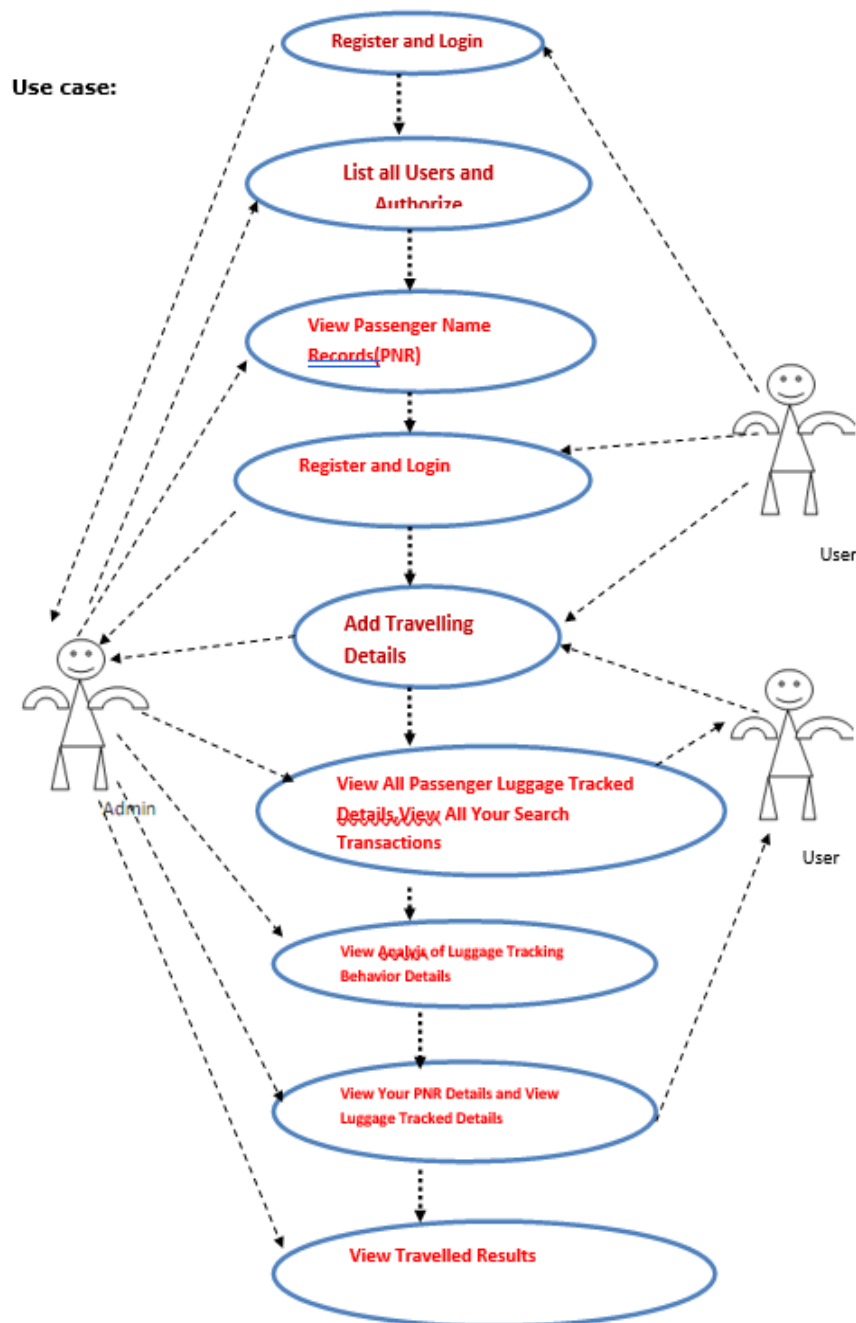 Register and Login
Use case:
List all Users and
Authorize
View Passenger Name
Records(PNR)
Register and Login
User
Add Travelling
Details
View All Passenger Luggage Tracked
Details,View All Your Search
Transactions
Admin
User
View Analyis of Luggage Tracking
Behavior Details
View Your PNR Details and View
Luggage Tracked Details
View Travelled Results